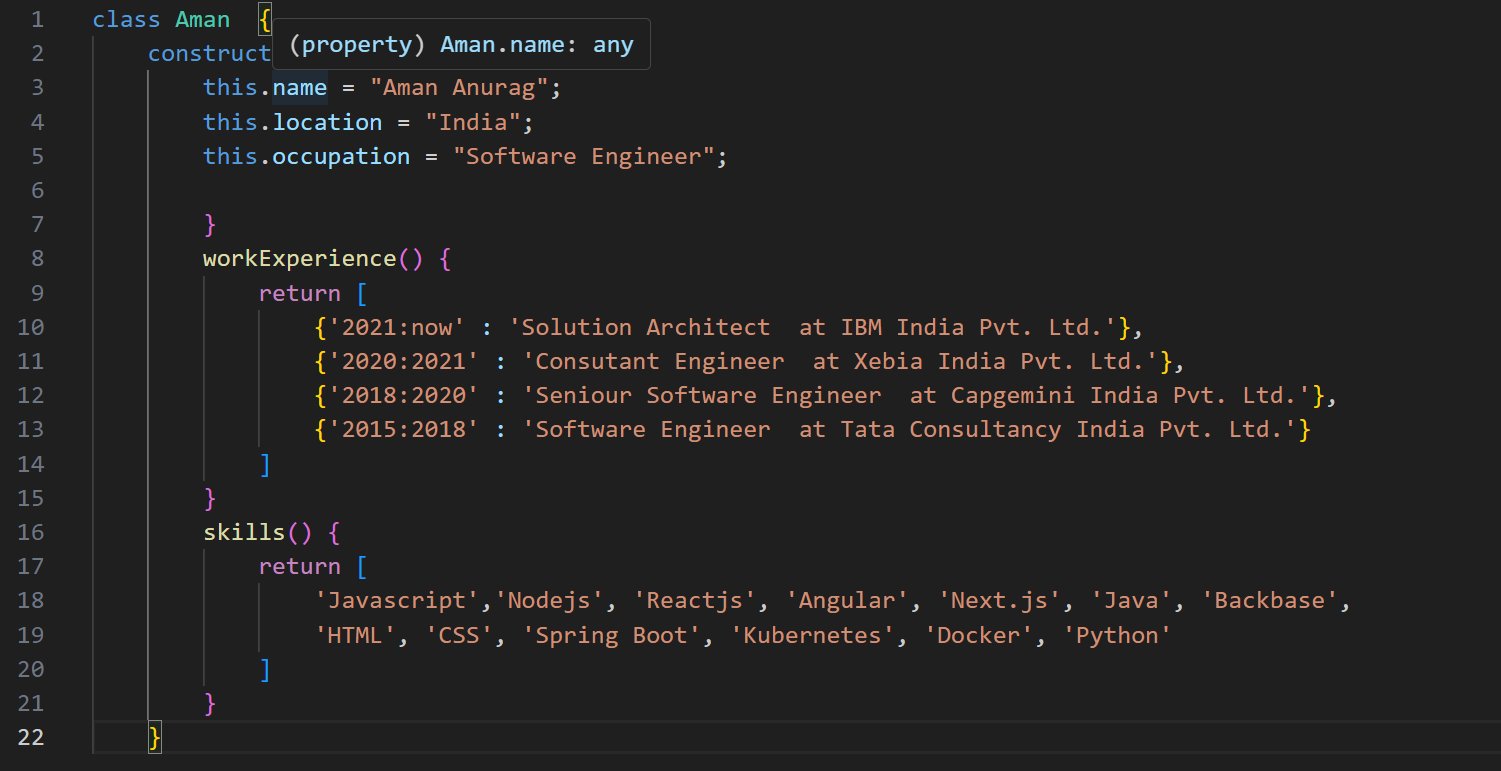 1 class Aman {
(property) Aman.name: any
2 construct
3 this.name = "Aman Anurag";
4 this.location = "India";
5 this.occupation = "Software Engineer";
6
7 }
8 workExperience() {
9 return [
10 {'2021:now' : 'Solution Architect  at IBM India Pvt. Ltd.'},
11 {'2020:2021' : 'Consutant Engineer  at Xebia India Pvt. Ltd.'},
12 {'2018:2020' : 'Seniour Software Engineer  at Capgemini India Pvt. Ltd.'},
13 {'2015:2018' : 'Software Engineer  at Tata Consultancy India Pvt. Ltd.'}
14 ]
15 }
16 skills() {
17 return [
18 'Javascript','Nodejs', 'Reactjs', 'Angular', 'Next.js', 'Java', 'Backbase',
19 'HTML', 'CSS', 'Spring Boot', 'Kubernetes', 'Docker', 'Python'
20 ]
21 }
22 }